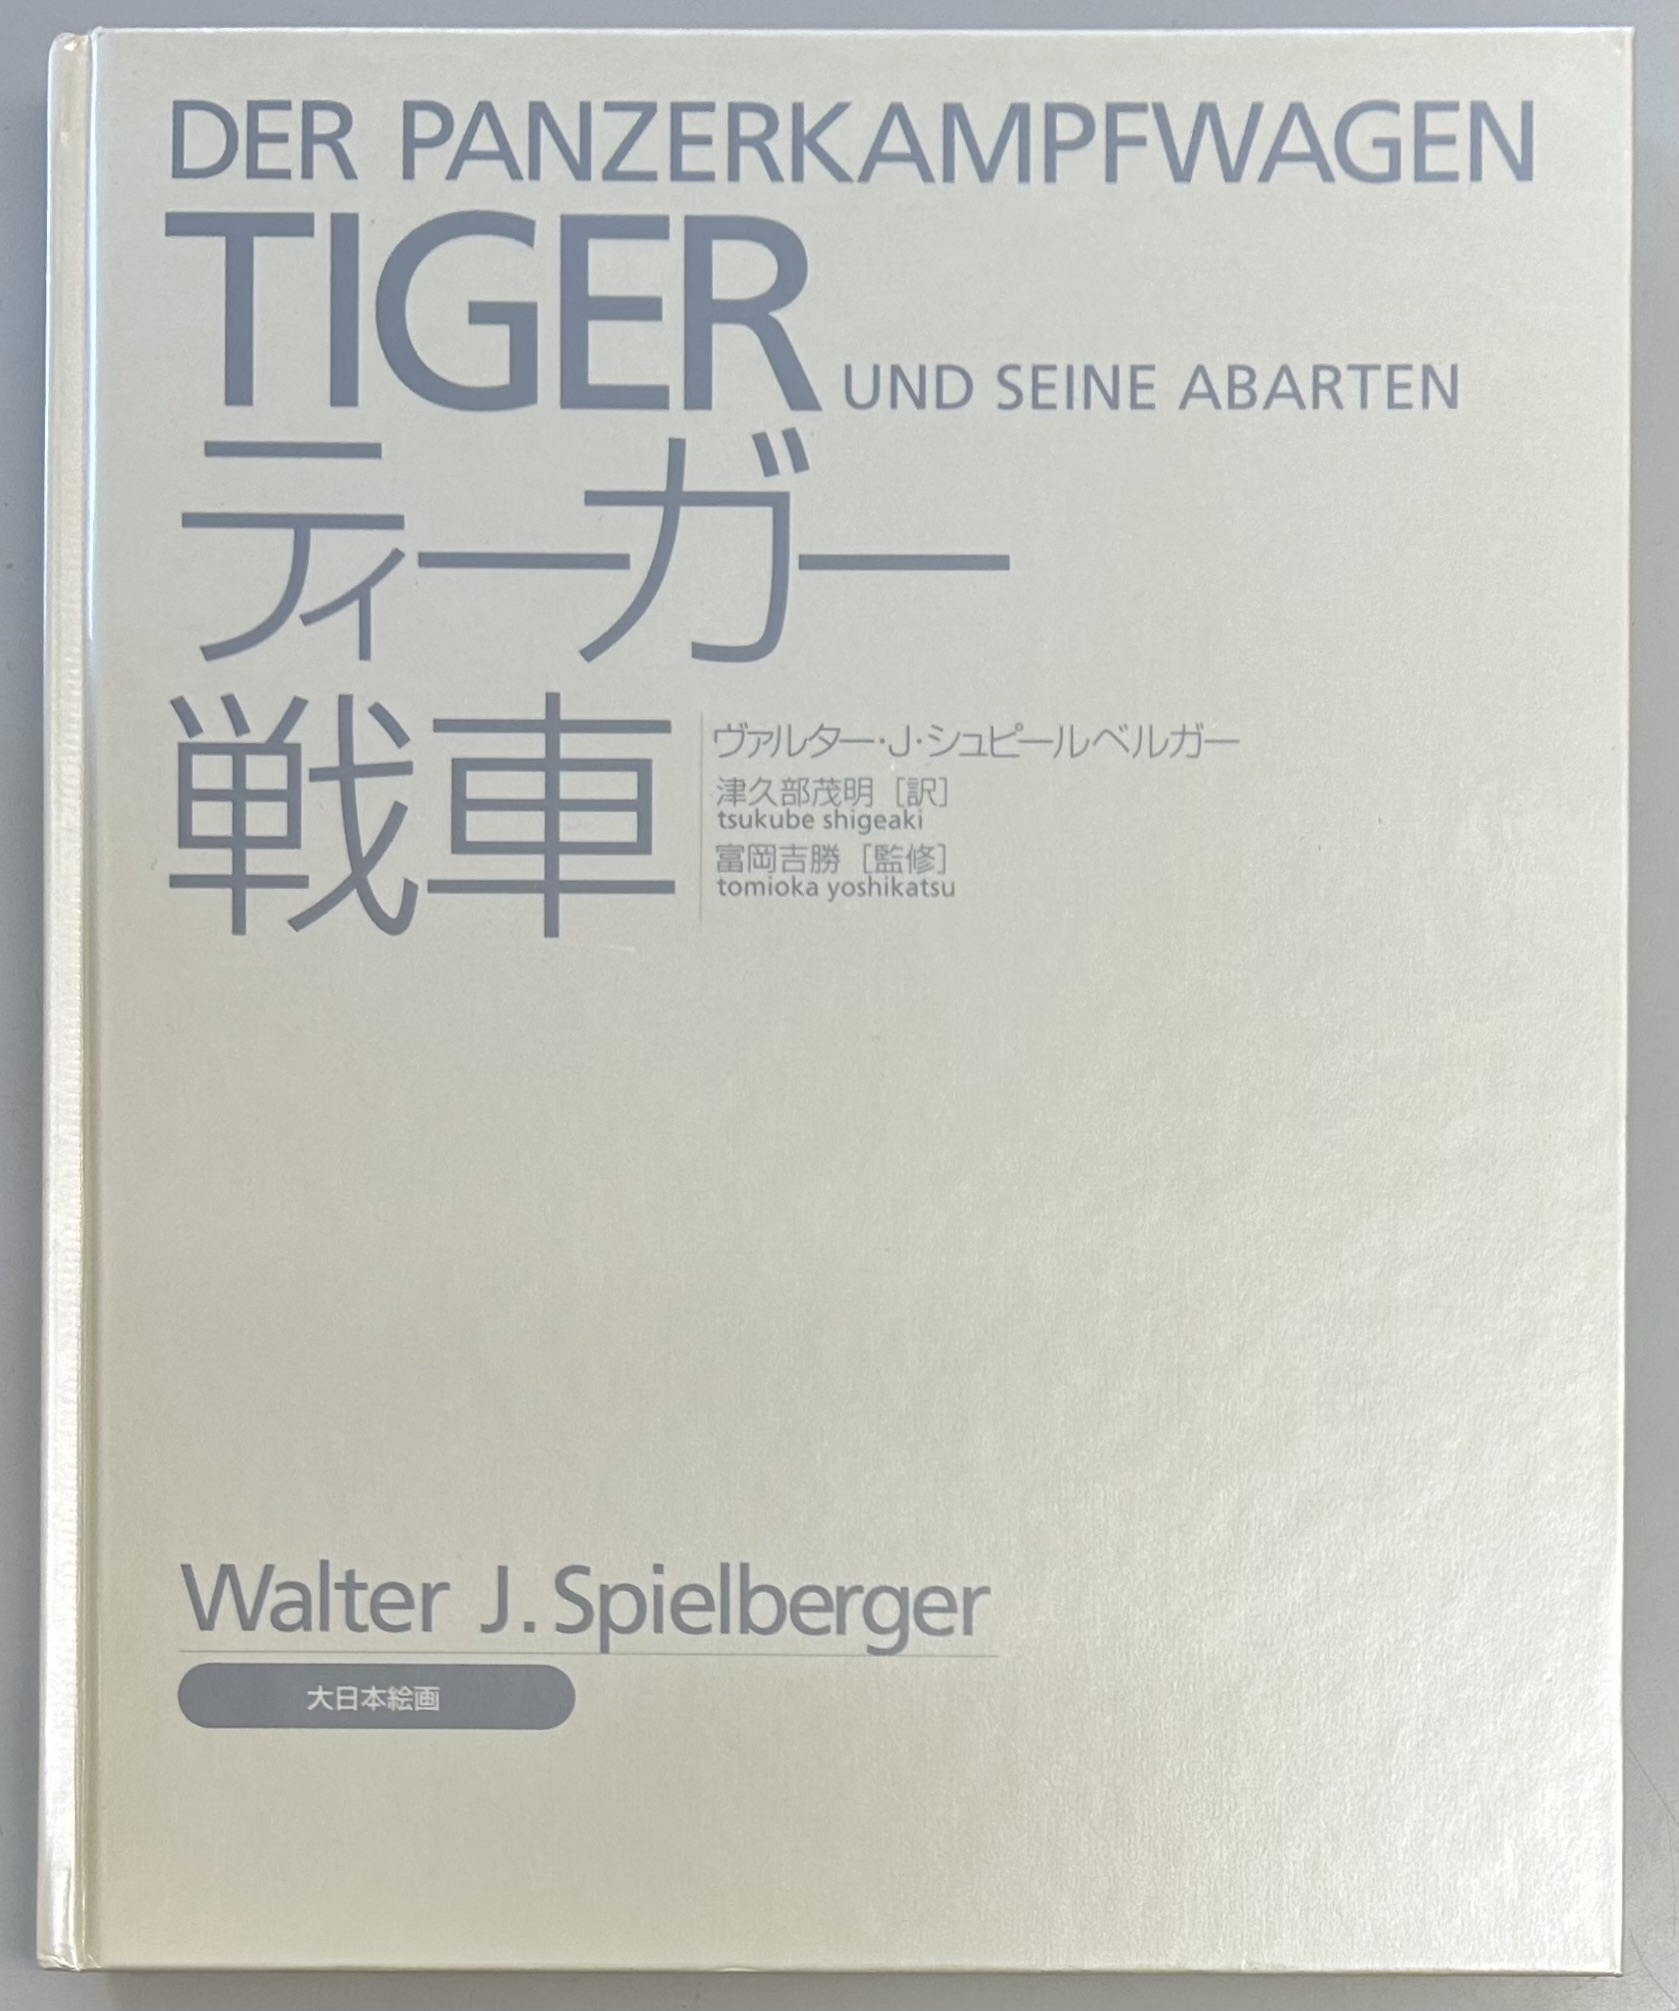 DER PANZERKAMPFWAGEN
TIGER UND SEINE ABARTEN
ティーガー
戦車
ヴァルター・J・シュピールベルガー
津久部茂明［訳］
tsukube shigeaki
富岡吉勝［監修］
tomioka yoshikatsu
Walter J. Spielberger
大日本絵画